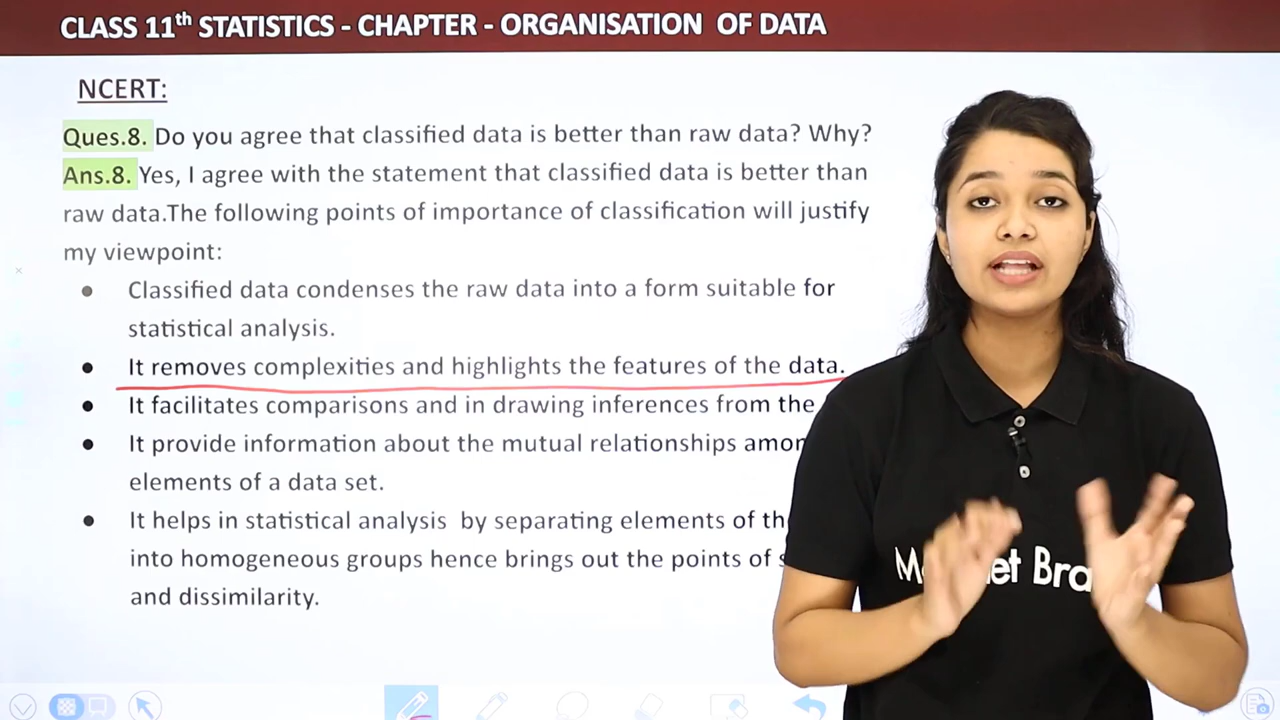 CLASS 11th STATISTICS - CHAPTER - ORGANISATION OF DATA
NCERT:
Ques.8. Do you agree that classified data is better than raw data? Why?
Ans.8. Yes, I agree with the statement that classified data is better than
raw data.The following points of importance of classification will justify
my viewpoint:
● Classified data condenses the raw data into a form suitable for
statistical analysis.
● It removes complexities and highlights the features of the data.
● It facilitates comparisons and in drawing inferences from the
● It provide information about the mutual relationships
elements of a data set.
● It helps in statistical analysis by separating elements of
into homogeneous groups hence brings out the points of
and dissimilarity.